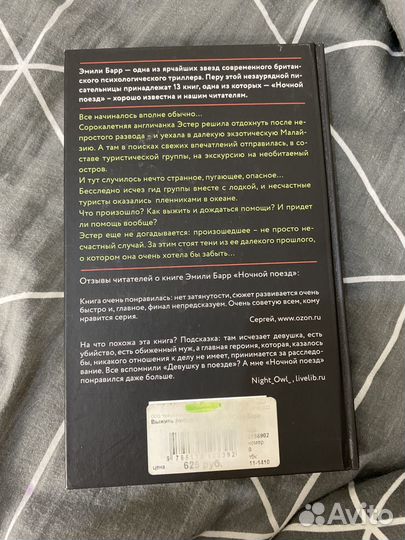 Эмили Барр — одна из ярчайших звезд современного британ-
ского психологического триллера. Перу этой незаурядной пи-
сательницы принадлежат 13 книг, одна из которых — «Ночной
поезд» – хорошо известна и нашим читателям.
Все начиналось вполне обычно...
Сорокалетняя англичанка Эстер решила отдохнуть после не-
простого развода и уехала в далекую экзотическую Малай-
зию. А там в поисках свежих впечатлений отправилась, в со-
ставе туристической группы, на экскурсию на необитаемый
остров.
И тут случилось нечто странное, пугающее, опасное...
Бесследно исчез гид группы вместе с лодкой, и несчастные
туристы оказались пленниками в океане.
Что произошло? Как выжить и дождаться помощи? И придет
ли помощь вообще?
Эстер еще не догадывается: произошедшее – не просто не-
счастный случай. За этим стоят тени из ее далекого прошлого,
о котором она очень хотела бы забыть...
Отзывы читателей о книге Эмили Барр «Ночной поезд»:
Книга очень понравилась: нет затянутости, сюжет развивается очень
быстро и, главное, финал непредсказуем. Очень советую всем, кому
нравится серия.
Сергей, www.ozon.ru
На что похожа эта книга? Подсказка: там исчезает девушка, есть
убийство, есть обиженный муж, а главная героиня, которая, казалось
бы, никакого отношения к делу не имеет, принимается за расследо-
вание. Все вспомнили «Девушку в поезде»? А мне «Ночной поезд»
понравился даже больше.
Night_Owl_, livelib.ru
Выжить
цена 625 руб.
11-1410
Avito